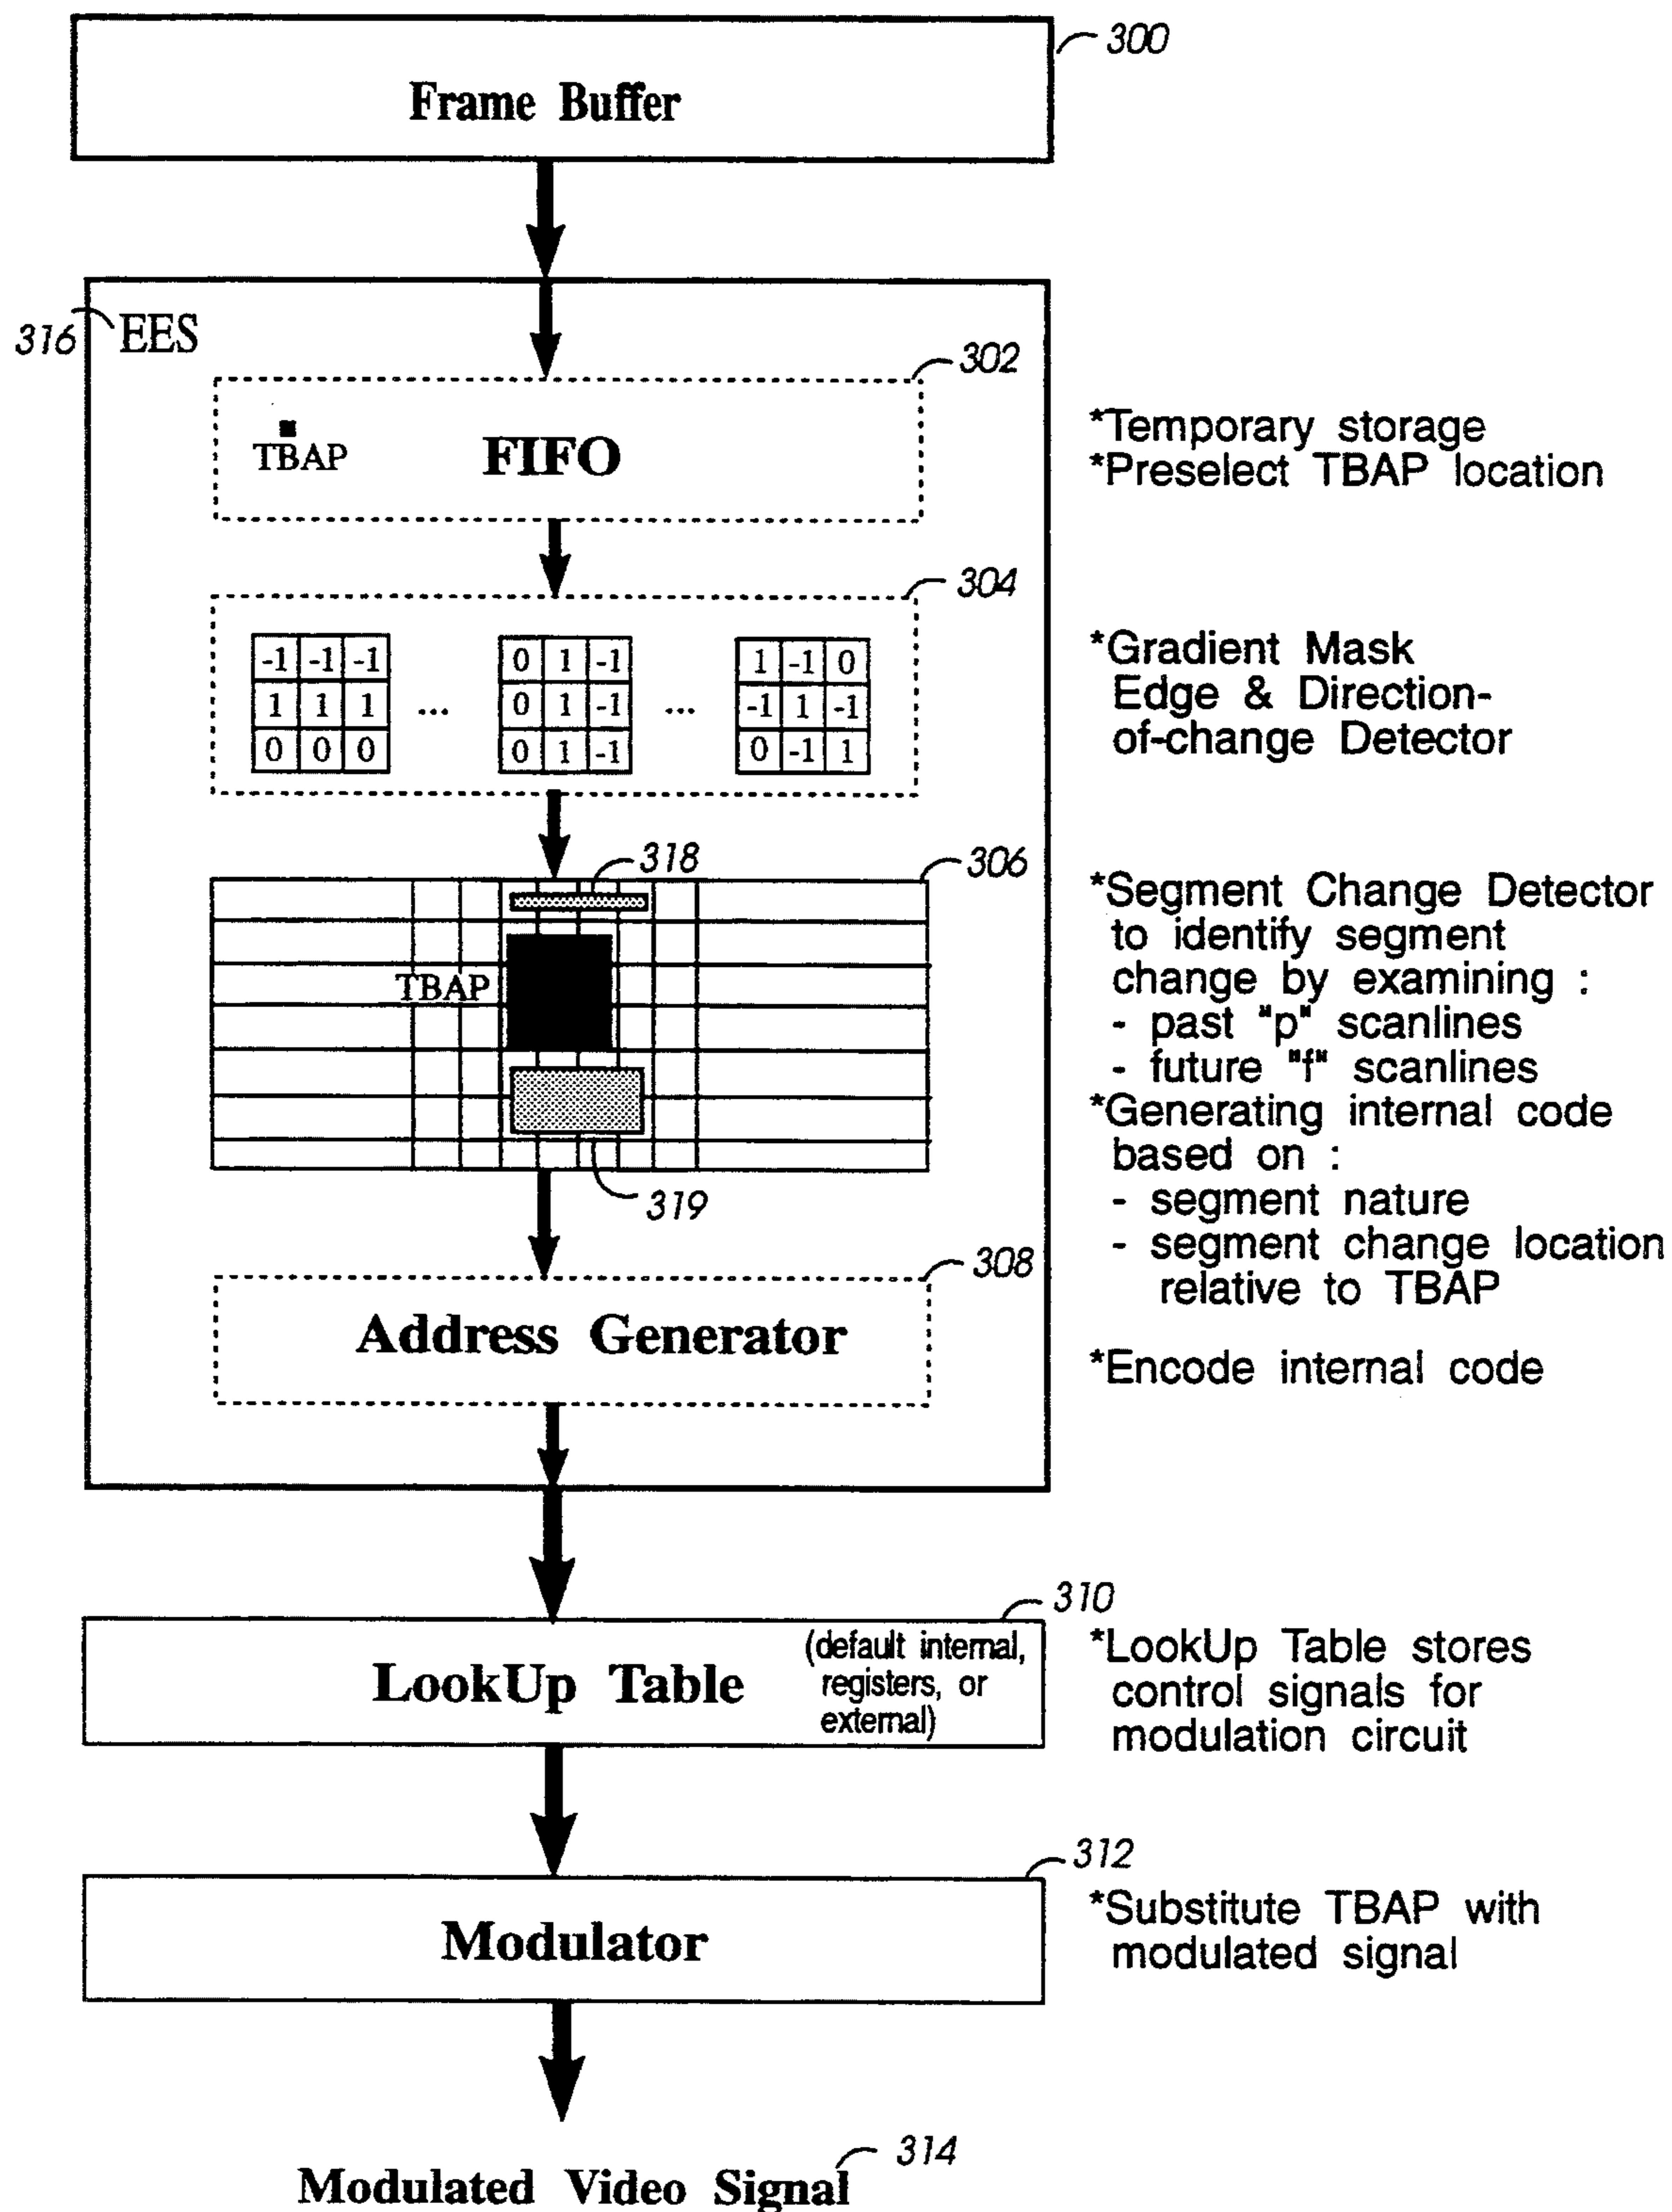 300
Frame Buffer
316
EES
302
TBAP
FIFO
*Temporary storage
*Preselect TBAP location
304
-1 -1 -1
1 1 1
0 0 0
...
0 1 -1
0 1 -1
0 1 -1
...
1 -1 0
-1 1 -1
0 -1 1
*Gradient Mask
Edge & Direction-
of-change Detector
318
306
TBAP
319
*Segment Change Detector
to identify segment
change by examining :
- past "p" scanlines
- future "f" scanlines
*Generating internal code
based on :
- segment nature
- segment change location
relative to TBAP
308
Address Generator
*Encode internal code
310
LookUp Table
(default internal,
registers, or
external)
*LookUp Table stores
control signals for
modulation circuit
312
Modulator
*Substitute TBAP with
modulated signal
314
Modulated Video Signal